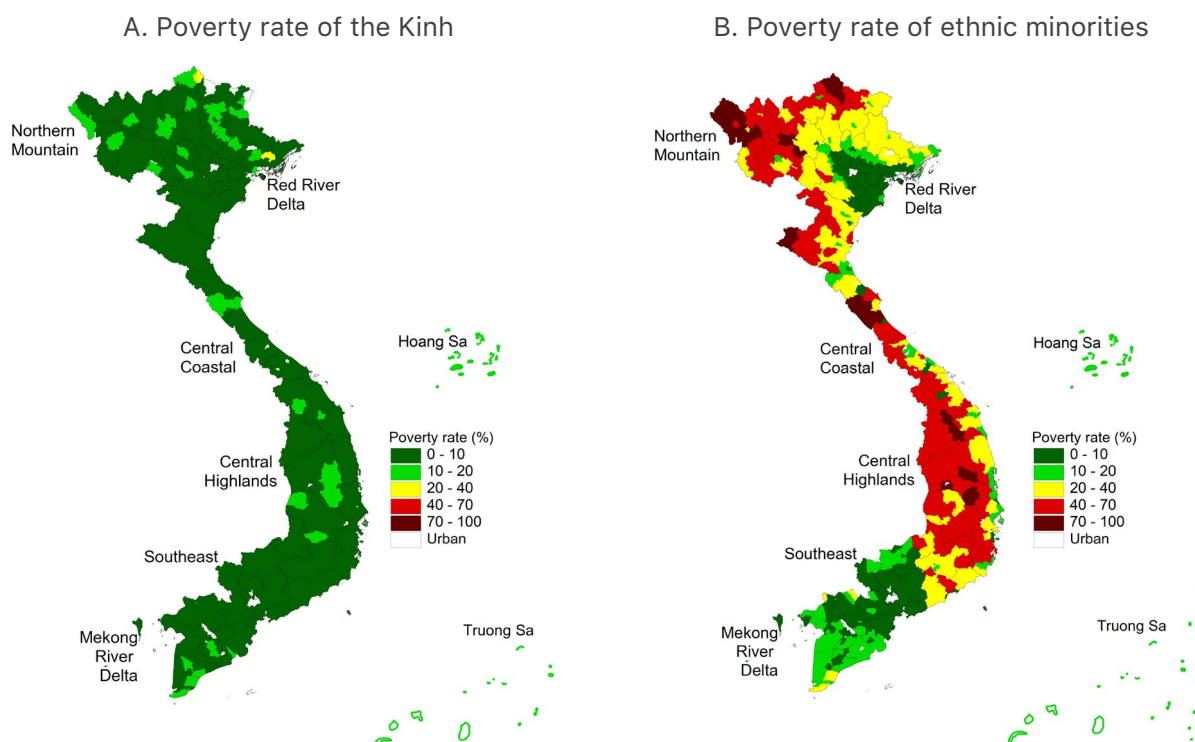 A. Poverty rate of the Kinh
Northern
Mountain
Red River
Delta
Central
Coastal
Hoang Sa
Poverty rate (%)
0 - 10
10 - 20
20 - 40
40 - 70
70 - 100
Urban
Central
Highlands
Southeast
Mekong
River
Delta
Truong Sa
B. Poverty rate of ethnic minorities
Northern
Mountain
Red River
Delta
Central
Coastal
Hoang Sa
Poverty rate (%)
0 - 10
10 - 20
20 - 40
40 - 70
70 - 100
Urban
Central
Highlands
Southeast
Mekong
River
Delta
Truong Sa